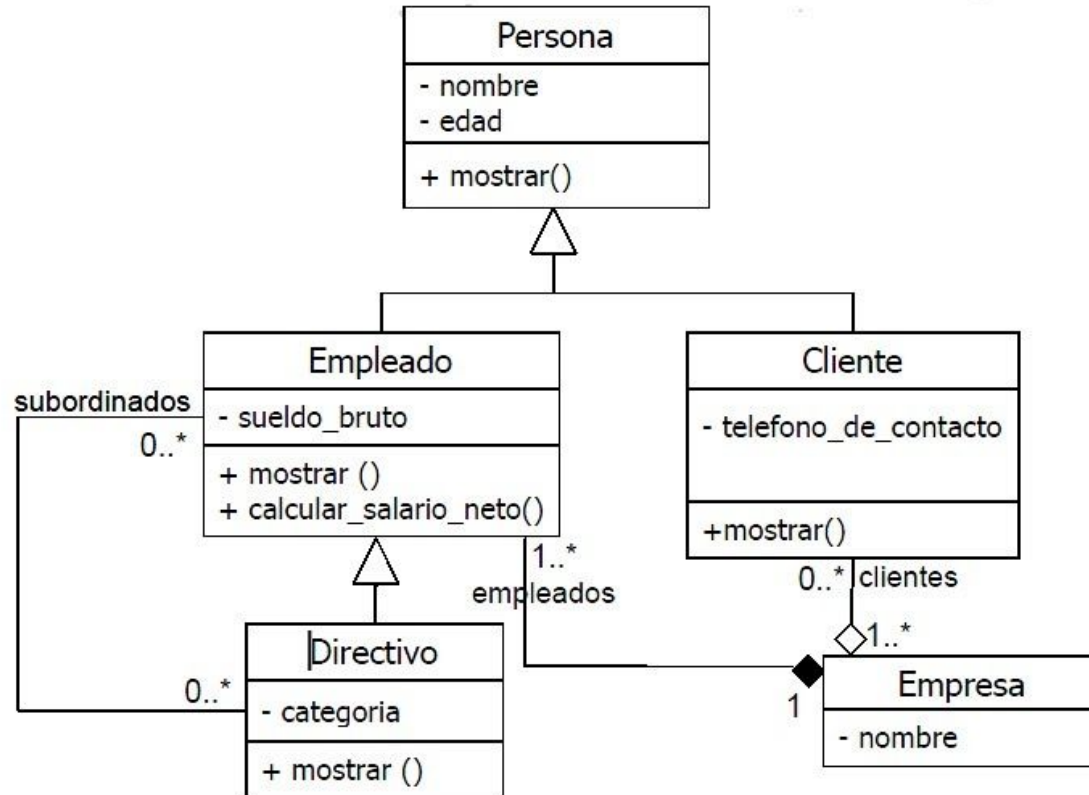 Persona
- nombre
- edad
+ mostrar()
Empleado
- sueldo_bruto
+ mostrar ()
+ calcular_salario_neto()
Cliente
- telefono_de_contacto
+mostrar()
subordinados
0..*
1..*
empleados
0..* clientes
1..*
Directivo
- categoria
+ mostrar ()
0..*
1
Empresa
- nombre